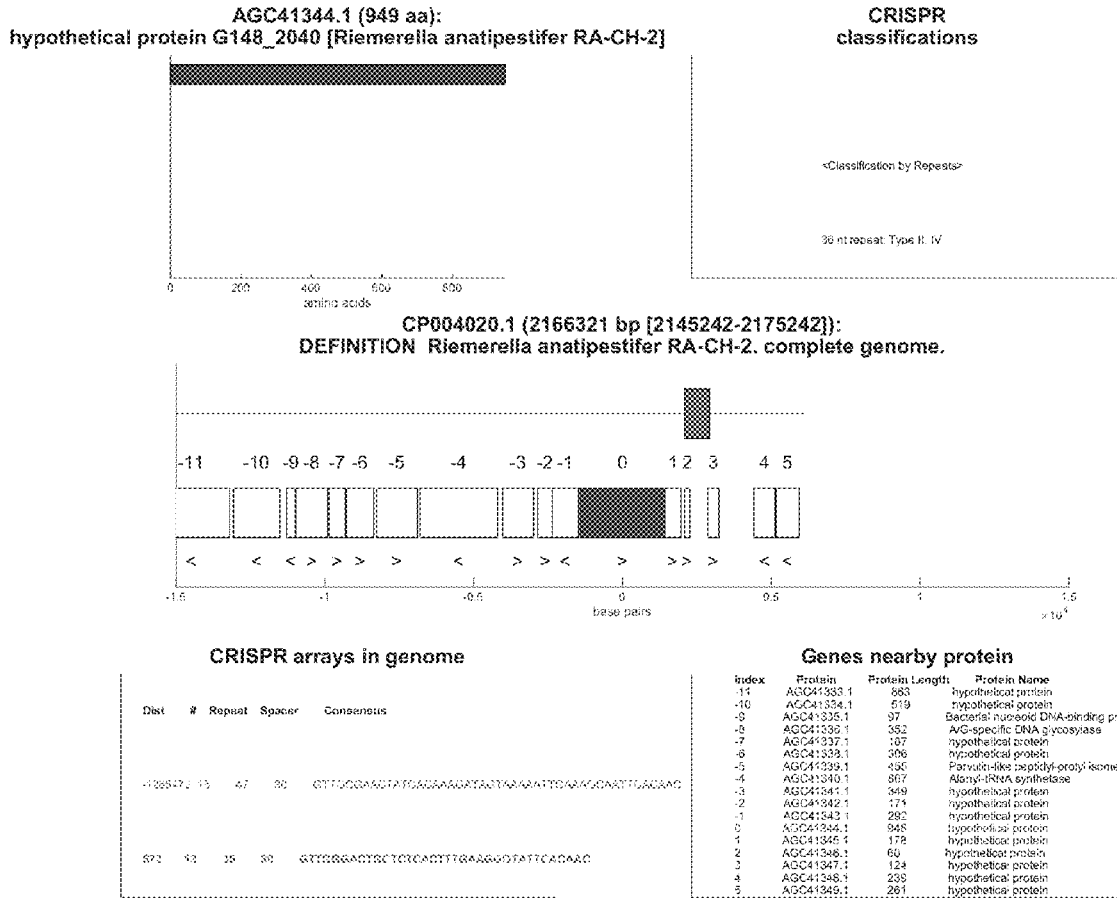 AGC41344.1 (949 aa):
hypothetical protein G148_2040 [Riemerella anatipestifer RA-CH-2]
CRISPR
classifications
<Classification by Repeats>
36 nt repeat: Type II, IV
0 200 400 600 800
amino acids
CP004020.1 (2166321 bp [2145242-2175242]):
DEFINITION Riemerella anatipestifer RA-CH-2, complete genome.
-11 -10 -9 -8 -7 -6 -5 -4 -3 -2 -1 0 1 2 3 4 5
< < < < < < < < > < < > > > > < <
-1.5 -1 -0.5 0 0.5 1 1.5
base pairs
×10⁴
CRISPR arrays in genome
Dist # Repeat Spacer Consensus
47 30
Genes nearby protein
Index Protein Protein Length Protein Name
-11 AGC41333.1 863 hypothetical protein
-10 AGC41334.1 519 hypothetical protein
-9 AGC41335.1 97 Bacterial nucleoid DNA-binding pr
-8 AGC41336.1 352 A/G-specific DNA glycosylase
-7 AGC41337.1 187 hypothetical protein
-6 AGC41338.1 306 hypothetical protein
-5 AGC41339.1 455 Parvulin-like peptidyl-prolyl isome
-4 AGC41340.1 887 Alanyl-tRNA synthetase
-3 AGC41341.1 349 hypothetical protein
-2 AGC41342.1 171 hypothetical protein
-1 AGC41343.1 292 hypothetical protein
0 AGC41344.1 hypothetical protein
1 AGC41345.1 178 hypothetical protein
2 AGC41346.1 60 hypothetical protein
3 AGC41347.1 124 hypothetical protein
4 AGC41348.1 239 hypothetical protein
5 AGC41349.1 261 hypothetical protein